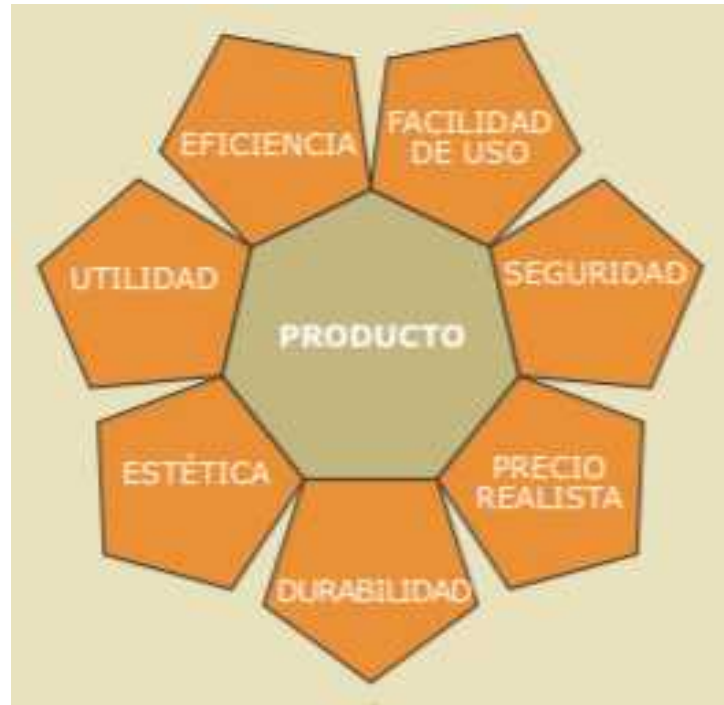 EFICIENCIA
FACILIDAD
DE USO
UTILIDAD
SEGURIDAD
PRODUCTO
ESTÉTICA
PRECIO
REALISTA
DURABILIDAD